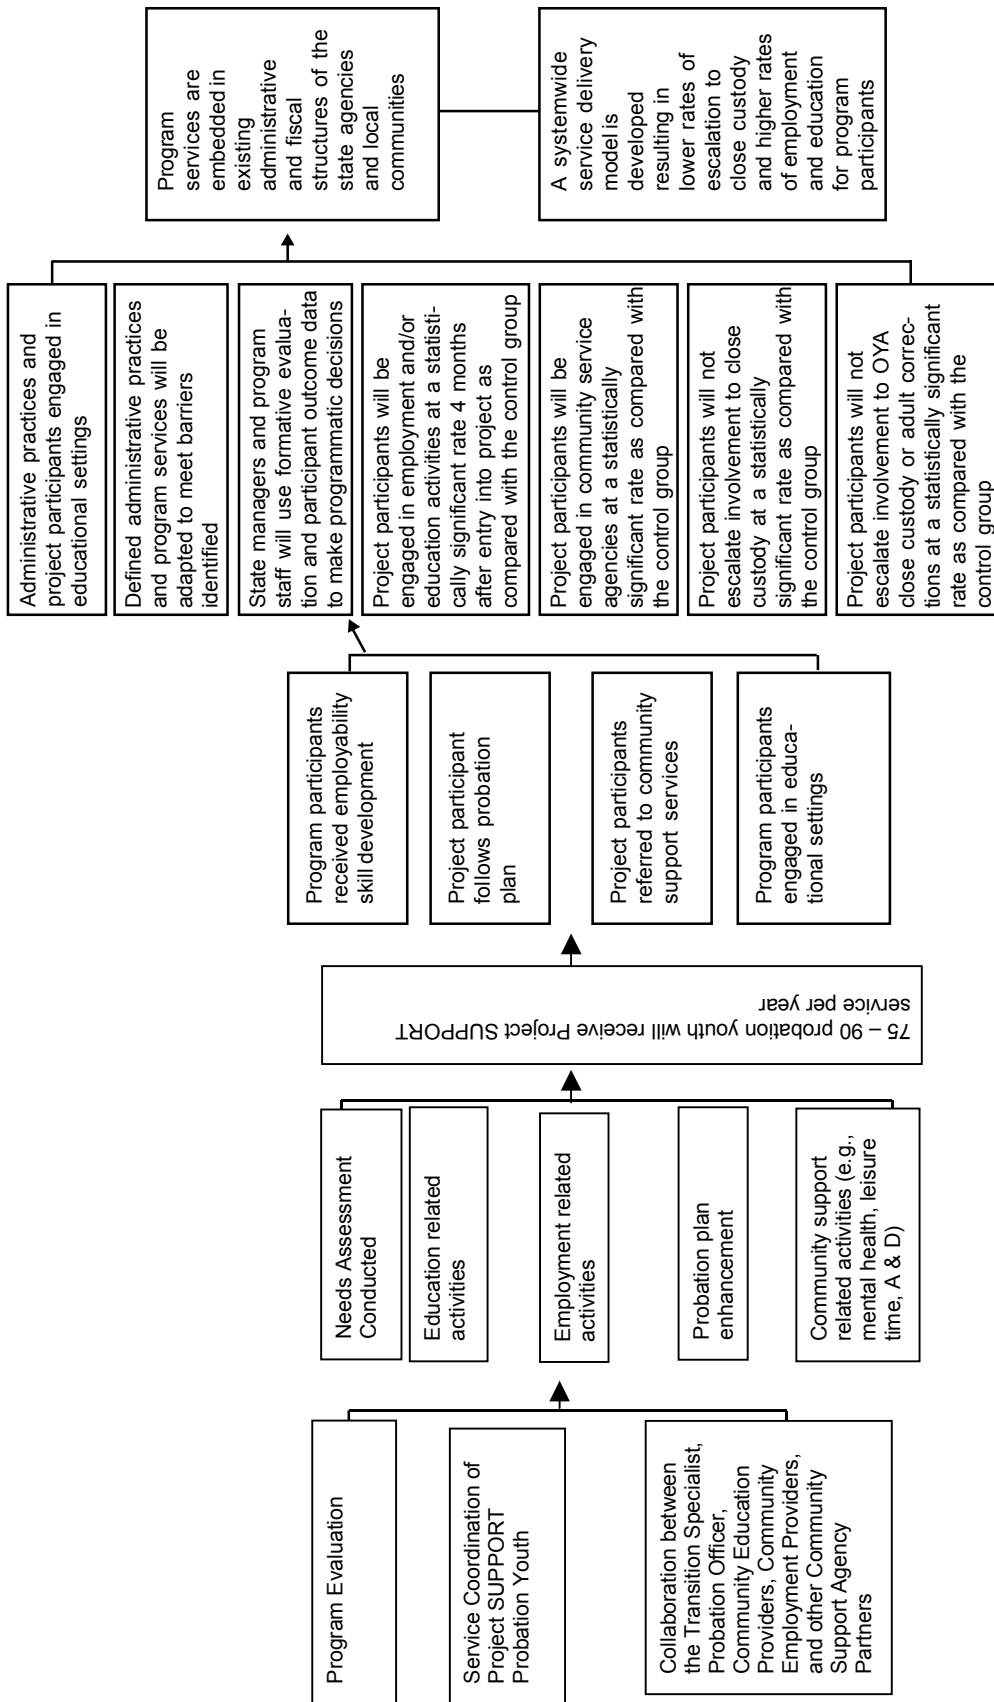 Program Evaluation
Service Coordination of
Project SUPPORT
Probation Youth
Collaboration between
the Transition Specialist,
Probation Officer,
Community Education
Providers, Community
Employment Providers,
and other Community
Support Agency
Partners
Needs Assessment
Conducted
Education related
activities
Employment related
activities
Probation plan
enhancement
Community support
related activities (e.g.,
mental health, leisure
time, A & D)
75 – 90 probation youth will receive Project SUPPORT
service per year
Program participants
received employability
skill development
Project participant
follows probation
plan
Project participants
referred to community
support services
Program participants
engaged in educa-
tional settings
Administrative practices and
project participants engaged in
educational settings
Defined administrative practices
and program services will be
adapted to meet barriers
identified
State managers and program
staff will use formative evalua-
tion and participant outcome data
to make programmatic decisions
Project participants will be
engaged in employment and/or
education activities at a statisti-
cally significant rate 4 months
after entry into project as
compared with the control group
Project participants will be
engaged in community service
agencies at a statistically
significant rate as compared with
the control group
Project participants will not
escalate involvement to close
custody at a statistically
significant rate as compared with
the control group
Project participants will not
escalate involvement to OYA
close custody or adult correc-
tions at a statistically significant
rate as compared with the
control group
Program
services are
embedded in
existing
administrative
and fiscal
structures of the
state agencies
and local
communities
A systemwide
service delivery
model is
developed
resulting in
lower rates of
escalation to
close custody
and higher rates
of employment
and education
for program
participants